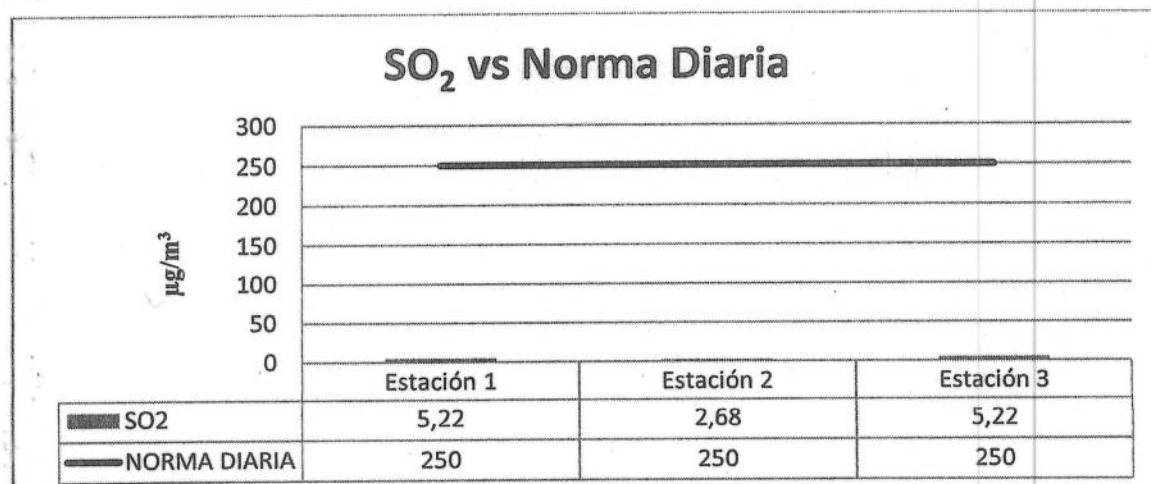 SO₂ vs Norma Diaria
300
250
200
150
100
50
0
µg/m³
Estación 1 Estación 2 Estación 3
SO2 5,22 2,68 5,22
NORMA DIARIA 250 250 250